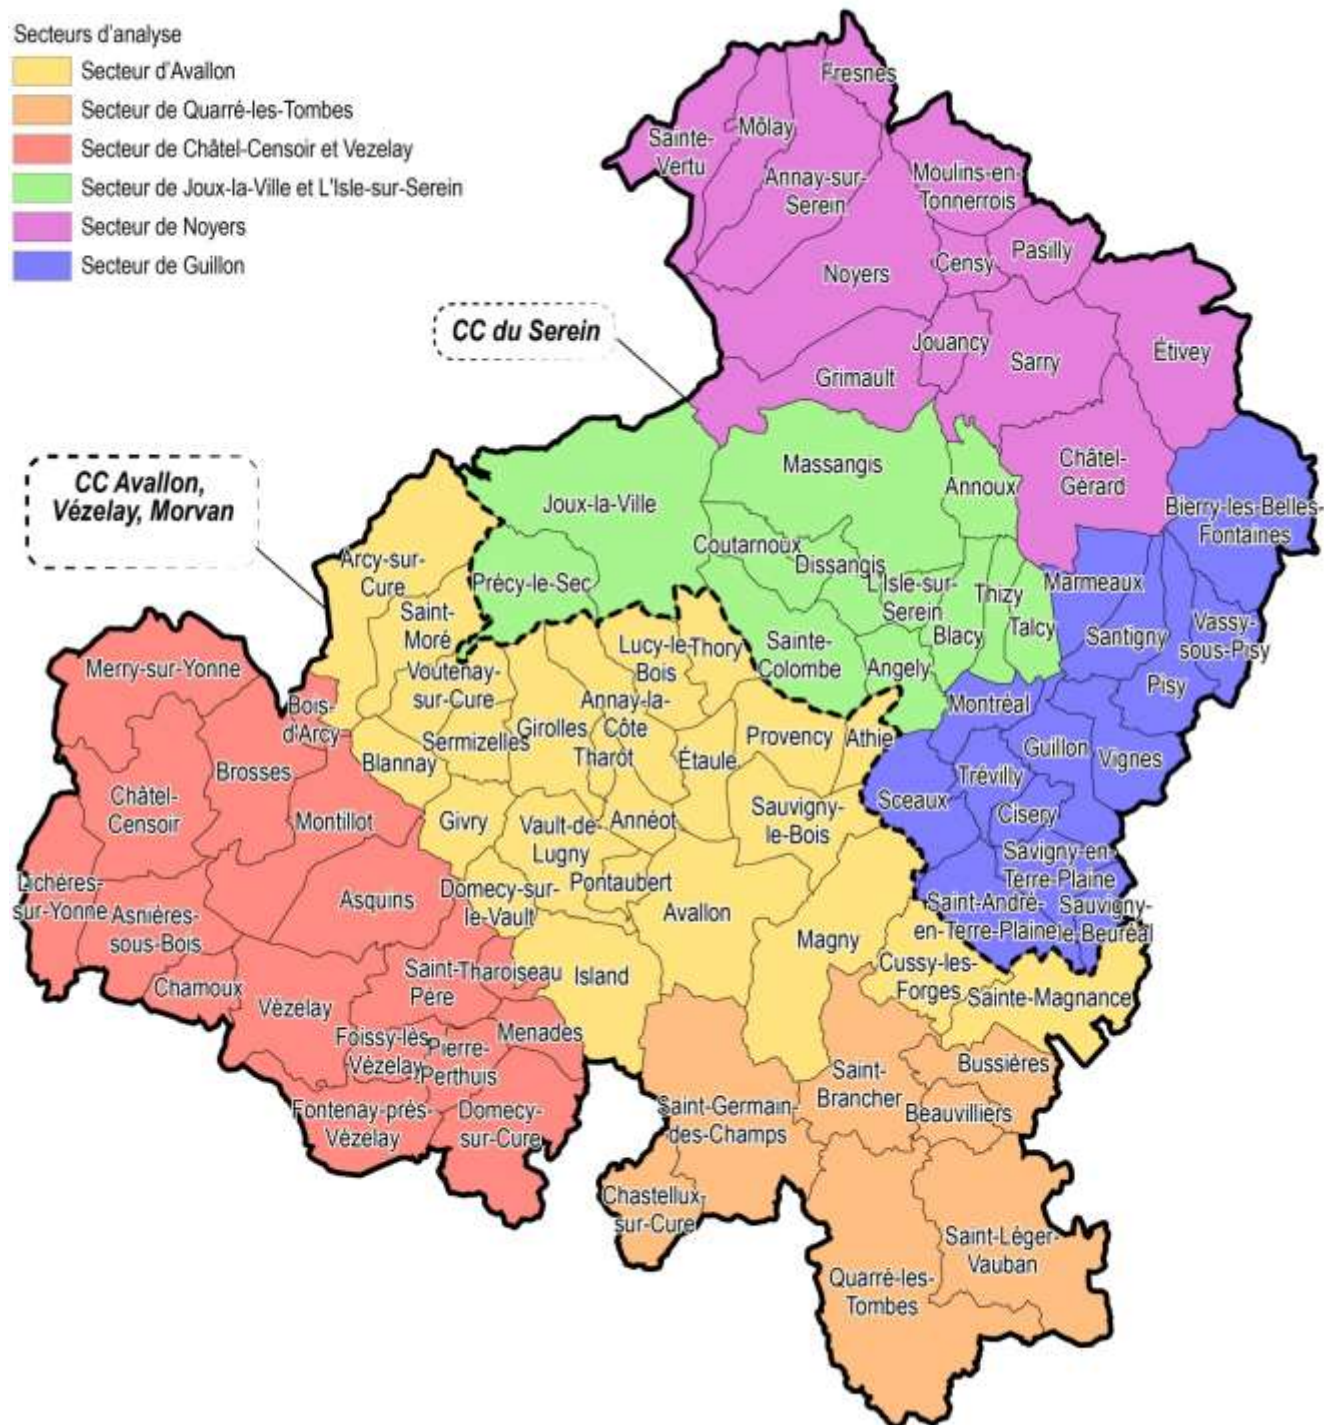 Secteurs d'analyse
Secteur d'Avallon
Secteur de Quarré-les-Tombes
Secteur de Châtel-Censoir et Vezelay
Secteur de Joux-la-Ville et L'Isle-sur-Serein
Secteur de Noyers
Secteur de Guillon
CC du Serein
CC Avallon,
Vézelay, Morvan
Fresnes
Sainte-
Vertu
Môlay
Annay-sur-
Serein
Moulins-en-
Tonnerrois
Noyers
Censy
Pasilly
Jouancy
Sarry
Étivey
Grimault
Châtel-
Gérard
Massangis
Annoux
Joux-la-Ville
Coutarnoux
Dissangis
L'Isle-sur-
Serein
Précy-le-Sec
Thizy
Talcy
Blacy
Sainte-
Colombe
Angely
Bierry-les-Belles-
Fontaines
Marmeaux
Santigny
Vassy-
sous-Pisy
Pisy
Montréal
Guillon
Vignes
Trévilly
Sceaux
Cisery
Savigny-en-
Terre-Plaine
Saint-André-
en-Terre-Plaine
Sauvigny-
le-Beuréal
Arcy-sur-
Cure
Saint-
Moré
Voutenay-
sur-Cure
Lucy-le-
Bois
Thory
Annay-la-
Côte
Girolles
Sermizelles
Tharot
Étaule
Provency
Athie
Blannay
Givry
Vault-de-
Lugny
Annéot
Sauvigny-
le-Bois
Domecy-sur-
le-Vault
Pontaubert
Avallon
Magny
Island
Cussy-les-
Forges
Sainte-Magnance
Merry-sur-Yonne
Bois-
d'Arcy
Brosses
Châtel-
Censoir
Montillot
Lichères-
sur-Yonne
Asnières-
sous-Bois
Asquins
Chamoux
Vézelay
Saint-
Père
Tharoiseau
Foissy-lès-
Vézelay
Pierre-
Perthuis
Menades
Fontenay-près-
Vézelay
Domecy-
sur-Cure
Bussières
Saint-
Brancher
Beauvilliers
Saint-Germain-
des-Champs
Chastellux-
sur-Cure
Saint-Léger-
Vauban
Quarré-les-
Tombes